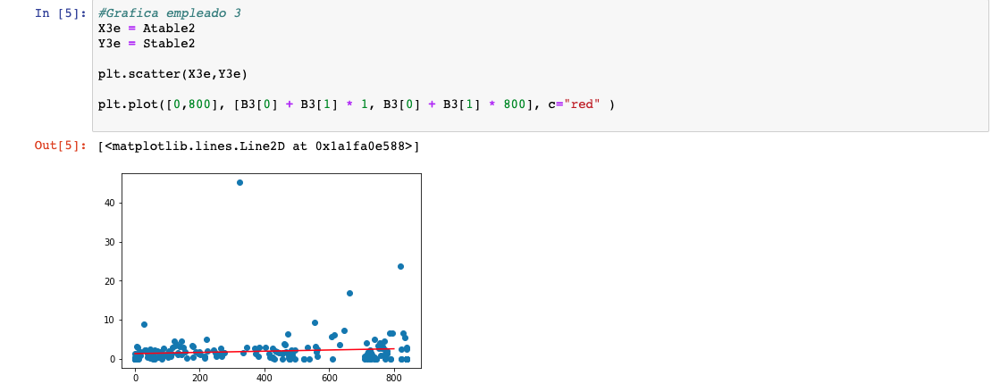 In [5]: #Grafica empleado 3
X3e = Atable2
Y3e = Stable2
plt.scatter(X3e,Y3e)
plt.plot([0,800], [B3[0] + B3[1] * 1, B3[0] + B3[1] * 800], c="red" )
Out[5]: [<matplotlib.lines.Line2D at 0x1a1fa0e588>]
40
30
20
10
0
0 200 400 600 800